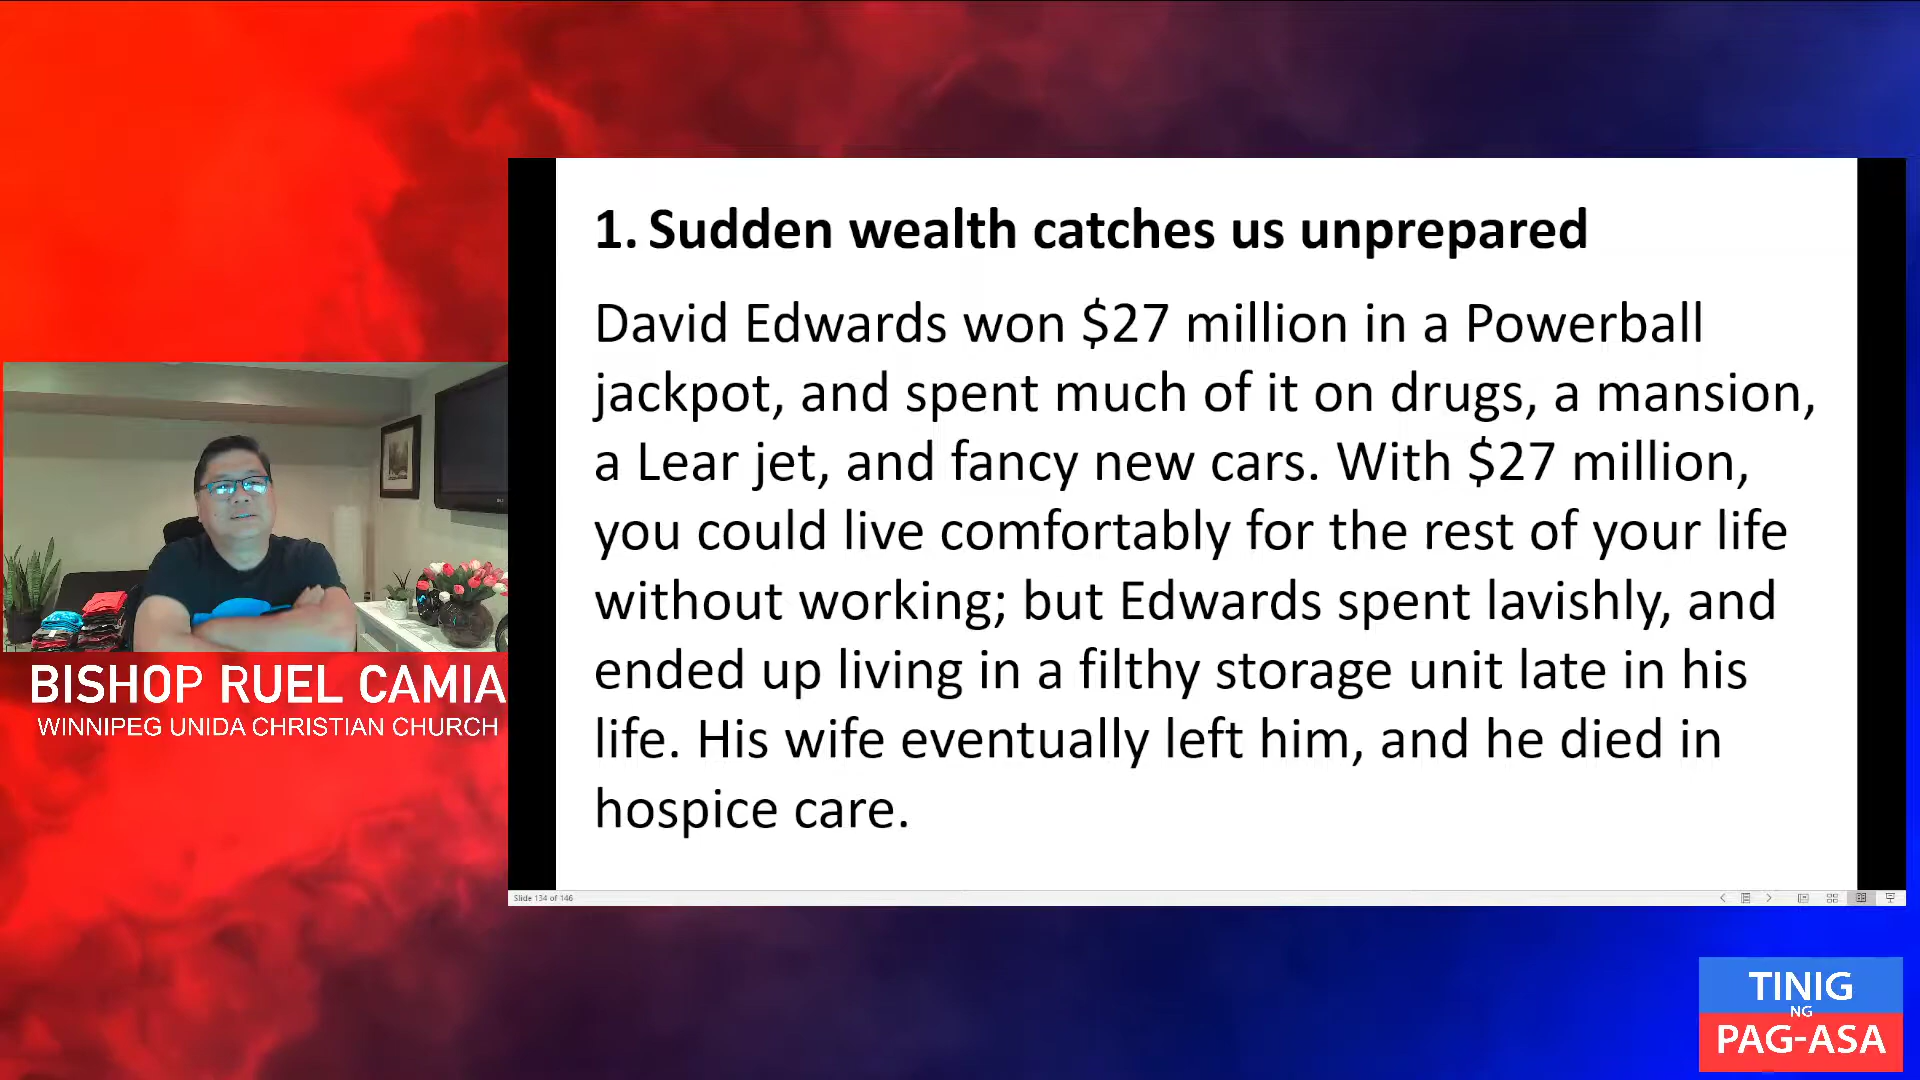 1. Sudden wealth catches us unprepared
David Edwards won $27 million in a Powerball
jackpot, and spent much of it on drugs, a mansion,
a Lear jet, and fancy new cars. With $27 million,
you could live comfortably for the rest of your life
without working; but Edwards spent lavishly, and
ended up living in a filthy storage unit late in his
life. His wife eventually left him, and he died in
hospice care.
Slide 134 of 146
BISHOP RUEL CAMIA
WINNIPEG UNIDA CHRISTIAN CHURCH
TINIG
NG
PAG-ASA